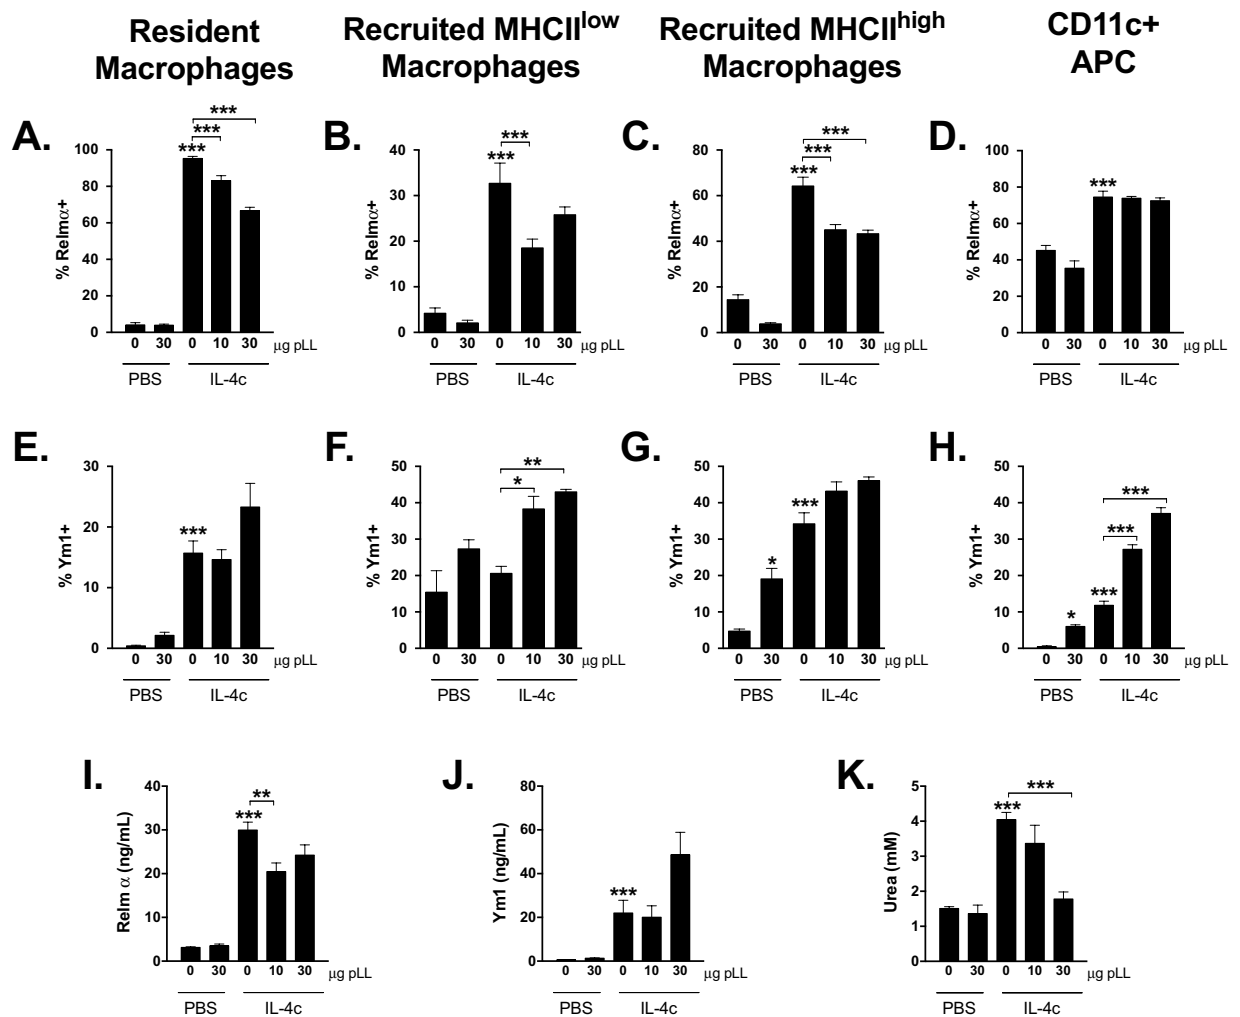 Resident Macrophages
Recruited MHCIIlow Macrophages
Recruited MHCIIhigh Macrophages
CD11c+ APC
A.
% Relmα+
100
80
60
40
20
0
***
***
***
0 30 0 10 30 µg pLL
PBS IL-4c
B.
% Relmα+
40
30
20
10
0
***
***
0 30 0 10 30 µg pLL
PBS IL-4c
C.
% Relmα+
80
60
40
20
0
***
***
***
0 30 0 10 30 µg pLL
PBS IL-4c
D.
% Relmα+
100
80
60
40
20
0
***
0 30 0 10 30 µg pLL
PBS IL-4c
E.
% Ym1+
30
20
10
0
***
0 30 0 10 30 µg pLL
PBS IL-4c
F.
% Ym1+
50
40
30
20
10
0
**
*
0 30 0 10 30 µg pLL
PBS IL-4c
G.
% Ym1+
50
40
30
20
10
0
***
*
0 30 0 10 30 µg pLL
PBS IL-4c
H.
% Ym1+
50
40
30
20
10
0
***
***
***
*
0 30 0 10 30 µg pLL
PBS IL-4c
I.
Relm α (ng/mL)
40
30
20
10
0
**
***
0 30 0 10 30 µg pLL
PBS IL-4c
J.
Ym1 (ng/mL)
80
60
40
20
0
***
0 30 0 10 30 µg pLL
PBS IL-4c
K.
Urea (mM)
5
4
3
2
1
0
***
***
0 30 0 10 30 µg pLL
PBS IL-4c